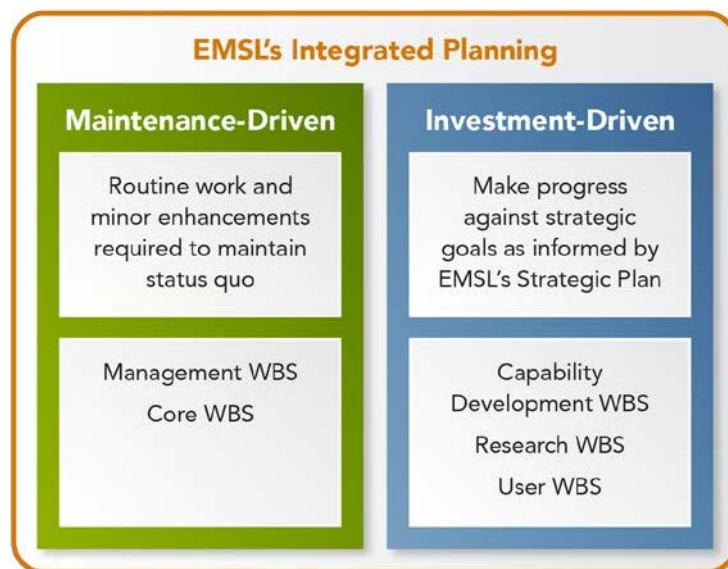 EMSL's Integrated Planning
Maintenance-Driven
Routine work and
minor enhancements
required to maintain
status quo
Management WBS
Core WBS
Investment-Driven
Make progress
against strategic
goals as informed by
EMSL's Strategic Plan
Capability
Development WBS
Research WBS
User WBS